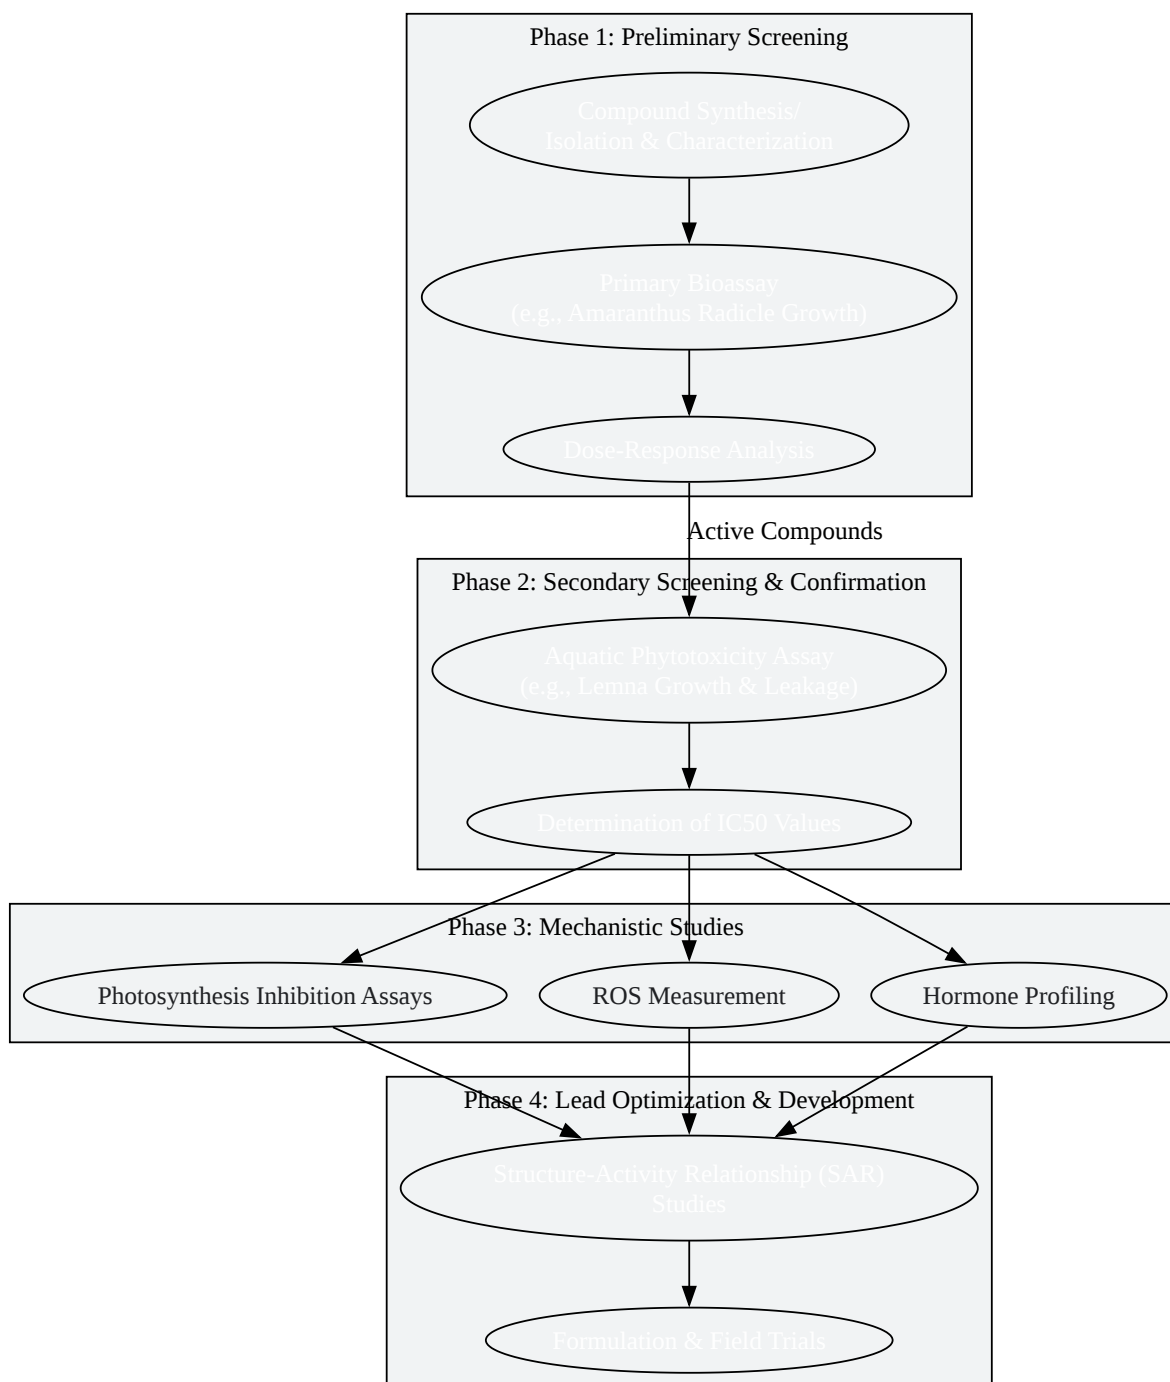 Phase 1: Preliminary Screening
Compound Synthesis/
Isolation & Characterization
Primary Bioassay
(e.g., Amaranthus Radicle Growth)
Dose-Response Analysis
Active Compounds
Phase 2: Secondary Screening & Confirmation
Aquatic Phytotoxicity Assay
(e.g., Lemna Growth & Leakage)
Determination of IC50 Values
Phase 3: Mechanistic Studies
Photosynthesis Inhibition Assays
ROS Measurement
Hormone Profiling
Phase 4: Lead Optimization & Development
Structure-Activity Relationship (SAR)
Studies
Formulation & Field Trials